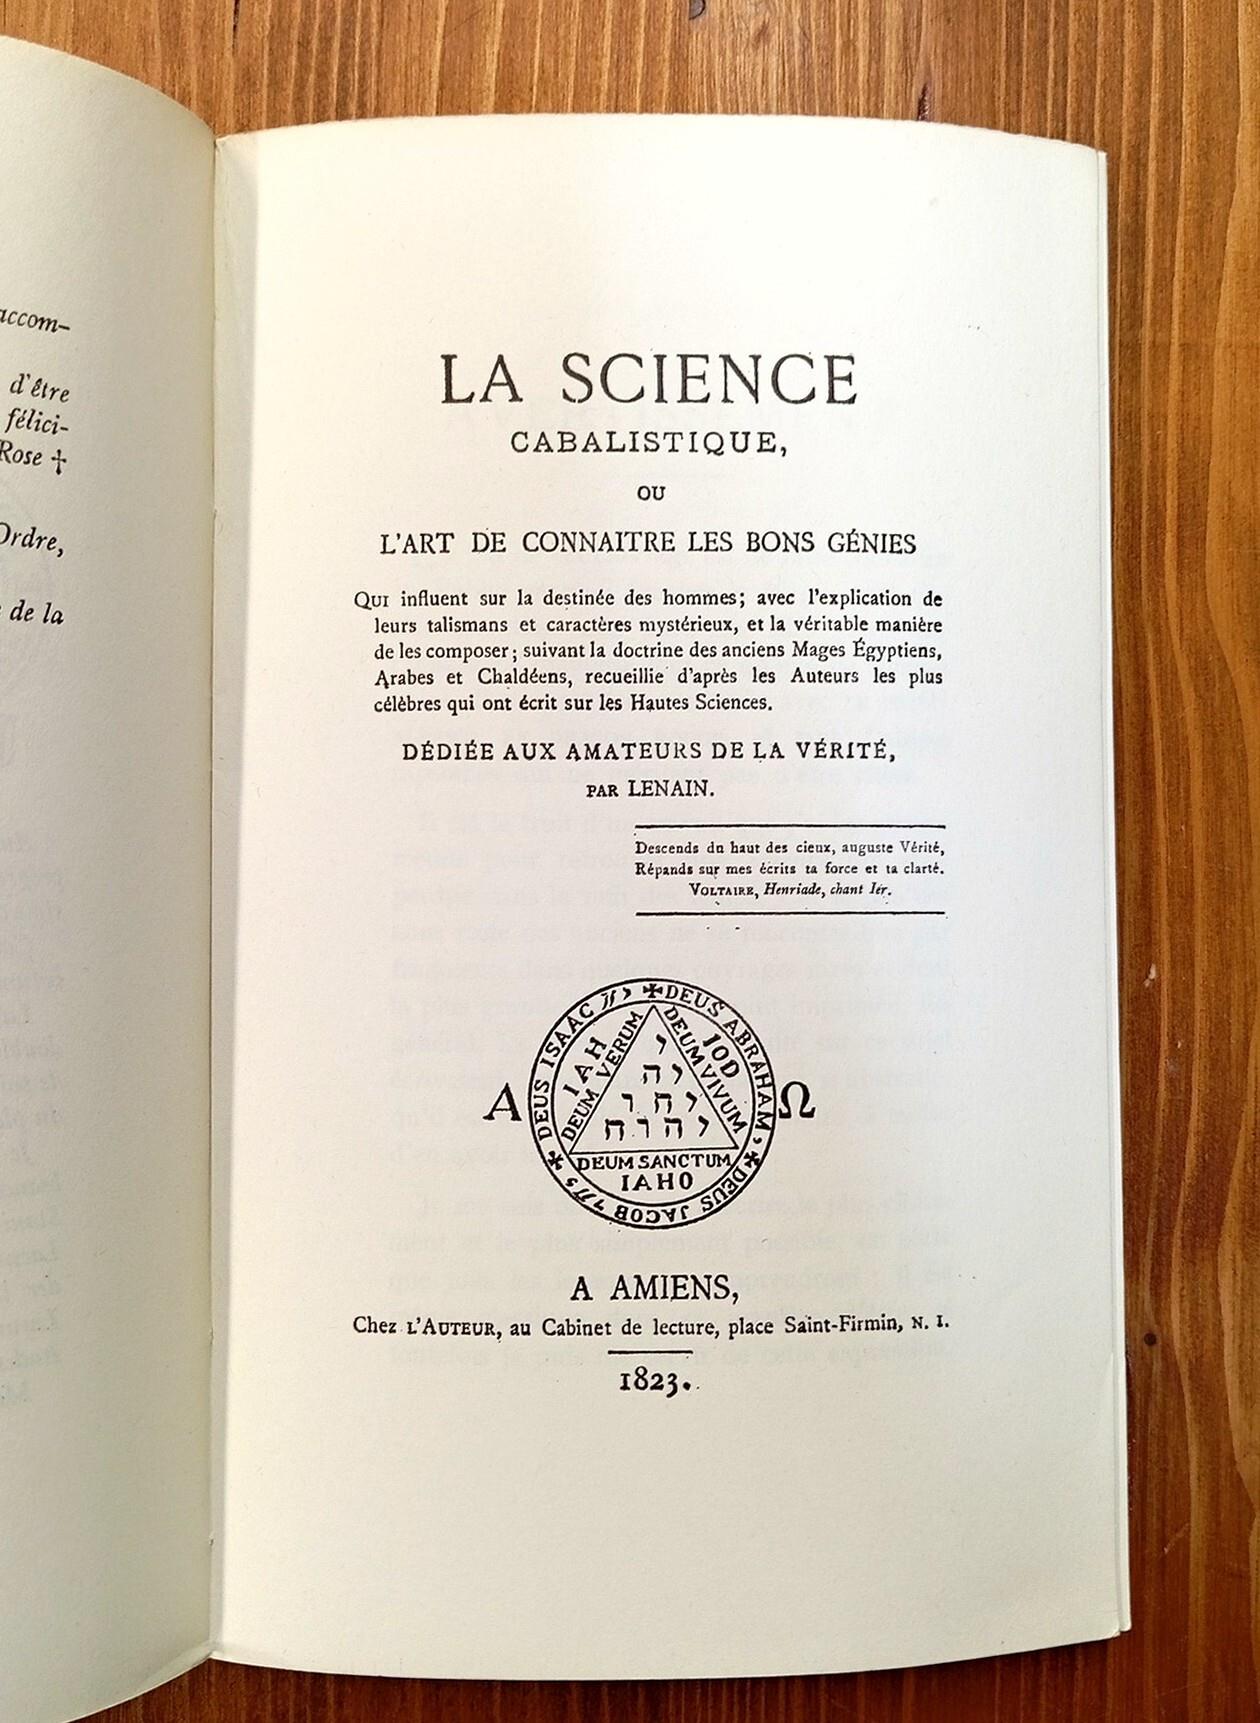 accom-
d'être
félici-
Rose ✝
Ordre,
de la
LA SCIENCE
CABALISTIQUE,
OU
L'ART DE CONNAITRE LES BONS GÉNIES
QUI influent sur la destinée des hommes; avec l'explication de
leurs talismans et caractères mystérieux, et la véritable manière
de les composer; suivant la doctrine des anciens Mages Égyptiens,
Arabes et Chaldéens, recueillie d'après les Auteurs les plus
célèbres qui ont écrit sur les Hautes Sciences.
DÉDIÉE AUX AMATEURS DE LA VÉRITÉ,
PAR LENAIN.
Descends du haut des cieux, auguste Vérité,
Répands sur mes écrits ta force et ta clarté.
VOLTAIRE, Henriade, chant Ier.
✠ DEUS ABRAHAM, ✠ DEUS JACOB ✠ DEUS ISAAC
IAH
DEUM VERUM
IOD
DEUM VIVUM
י
יה
יהו
יהוה
DEUM SANCTUM
IAHO
A
Ω
A AMIENS,
Chez L'AUTEUR, au Cabinet de lecture, place Saint-Firmin, N. 1.
1823.